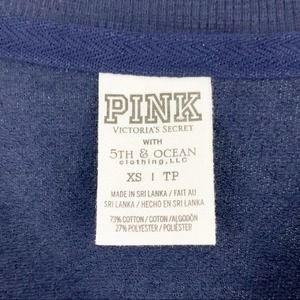 PINK
VICTORIA'S SECRET
WITH
5TH & OCEAN
clothing, LLC
XS | TP
MADE IN SRI LANKA / FAIT AU
SRI LANKA / HECHO EN SRI LANKA
73% COTTON / COTON / ALGODÓN
27% POLYESTER / POLIÉSTER